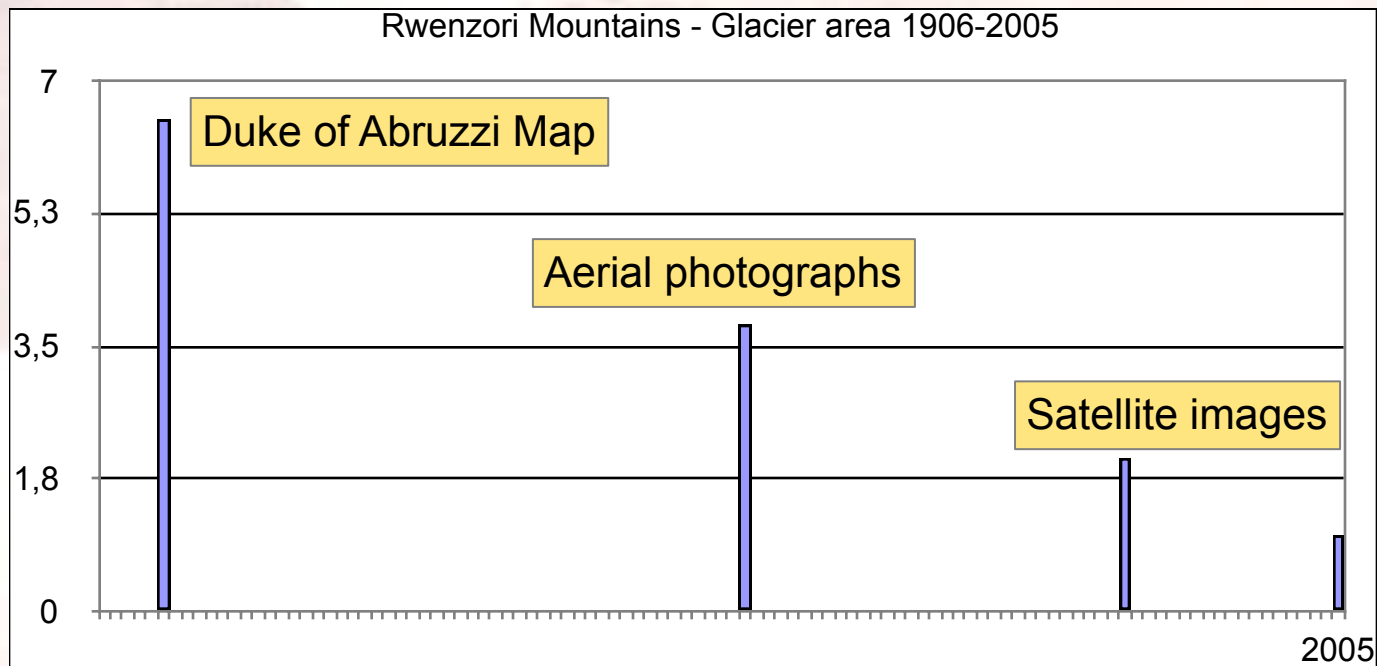 Rwenzori Mountains - Glacier area 1906-2005
7
Duke of Abruzzi Map
5,3
Aerial photographs
3,5
Satellite images
1,8
0
2005